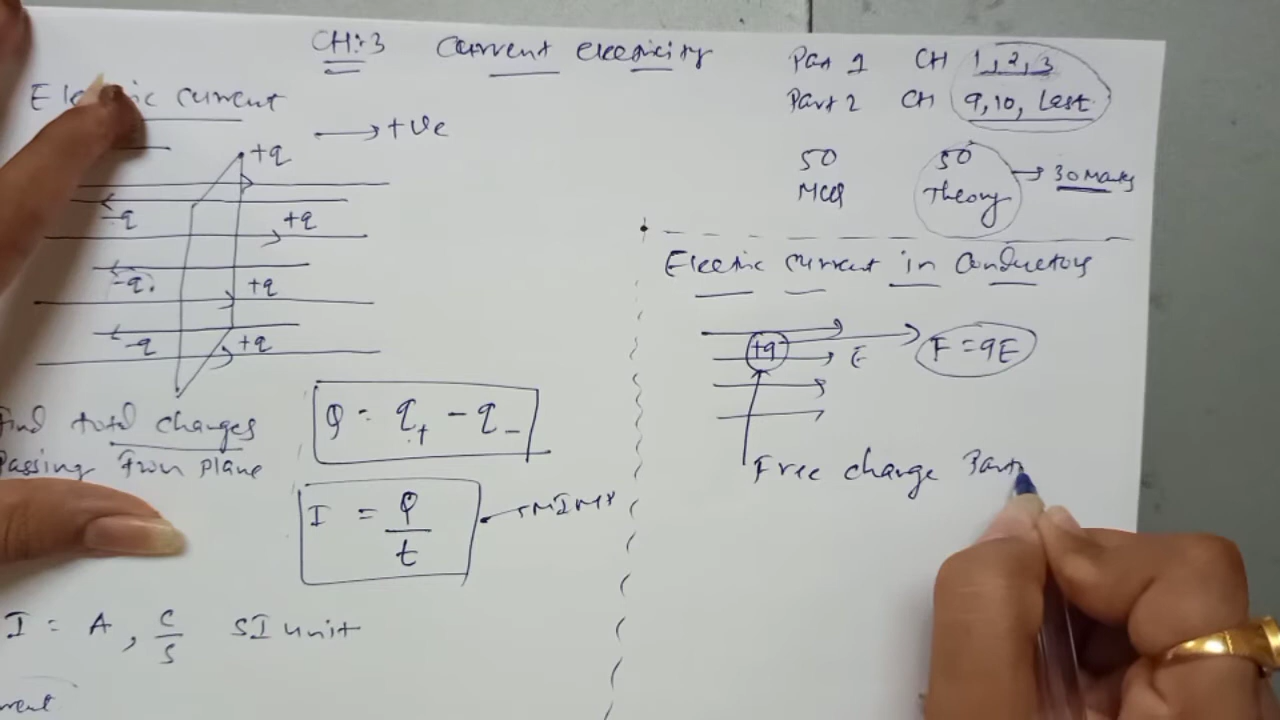 CH:3 Current electricity
Part 1 CH 1, 2, 3
Part 2 CH 9, 10, Last
50 MCQ
50 Theory → 30 Marks
Electric current
→ +ve
+q
-q +q
-q +q
-q +q
Find total charges
Passing from plane
Q = q+ - q-
I = Q/t
I = A, C/s SI unit
Electric current in conductors
+q E F = qE
Free charge